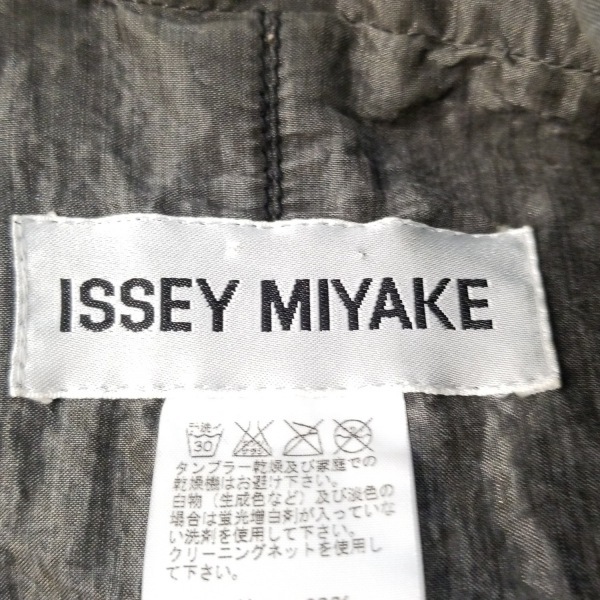 ISSEY MIYAKE
30
タンブラー乾燥及び家庭での
乾燥機はお避け下さい。
白物(生成色など)及び淡色の
場合は蛍光増白剤が入っていな
い洗剤を使用して下さい。
クリーニングネットを使用し
て下さい。